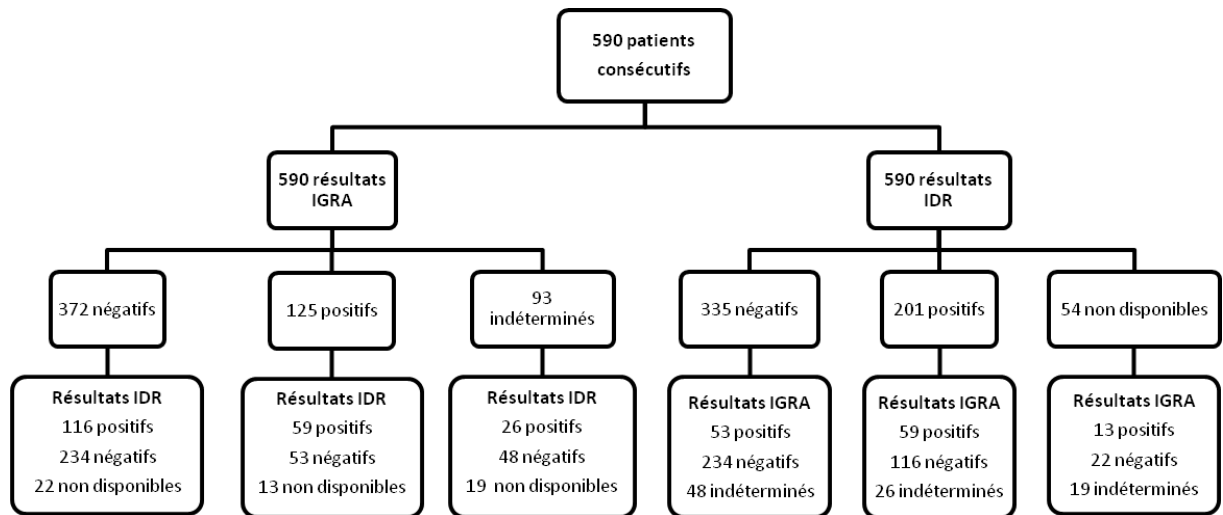 590 patients
consécutifs
590 résultats
IGRA
590 résultats
IDR
372 négatifs
125 positifs
93
indéterminés
335 négatifs
201 positifs
54 non disponibles
Résultats IDR
116 positifs
234 négatifs
22 non disponibles
Résultats IDR
59 positifs
53 négatifs
13 non disponibles
Résultats IDR
26 positifs
48 négatifs
19 non disponibles
Résultats IGRA
53 positifs
234 négatifs
48 indéterminés
Résultats IGRA
59 positifs
116 négatifs
26 indéterminés
Résultats IGRA
13 positifs
22 négatifs
19 indéterminés